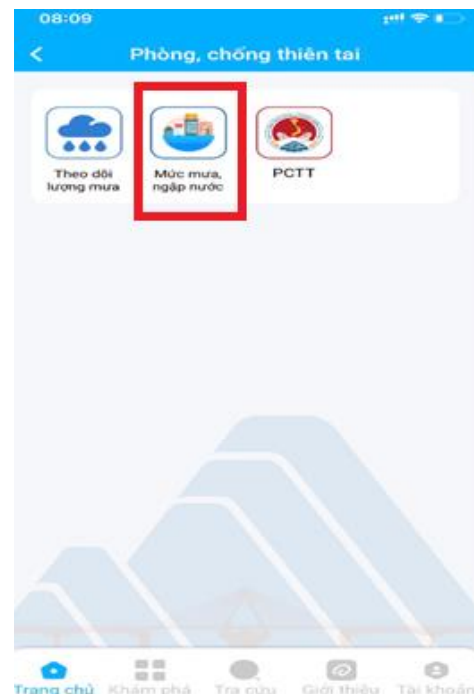 08:09
Phòng, chống thiên tai
Theo dõi
lượng mưa
Mức mưa,
ngập nước
PCTT
Trang chủ
Khám phá
Tra cứu
Giới thiệu
Tài khoản